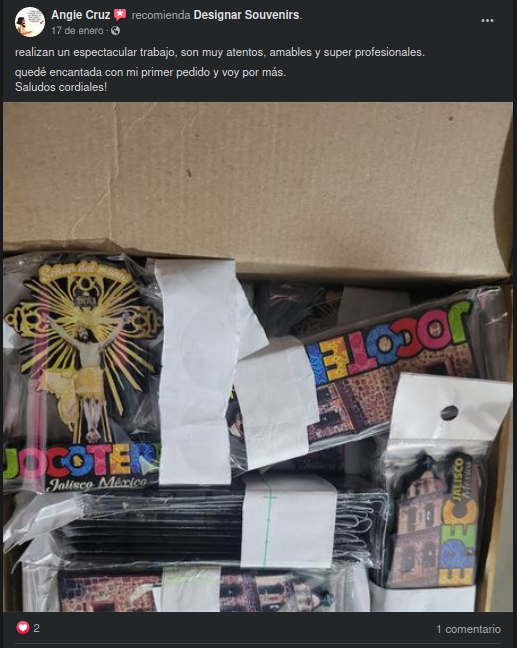 Angie Cruz recomienda Designar Souvenirs.
17 de enero ·
realizan un espectacular trabajo, son muy atentos, amables y super profesionales.
quedé encantada con mi primer pedido y voy por más.
Saludos cordiales!
Señor del monte
JOCOTE
JOCOTE
JALISCO
México
Jalisco México
2
1 comentario